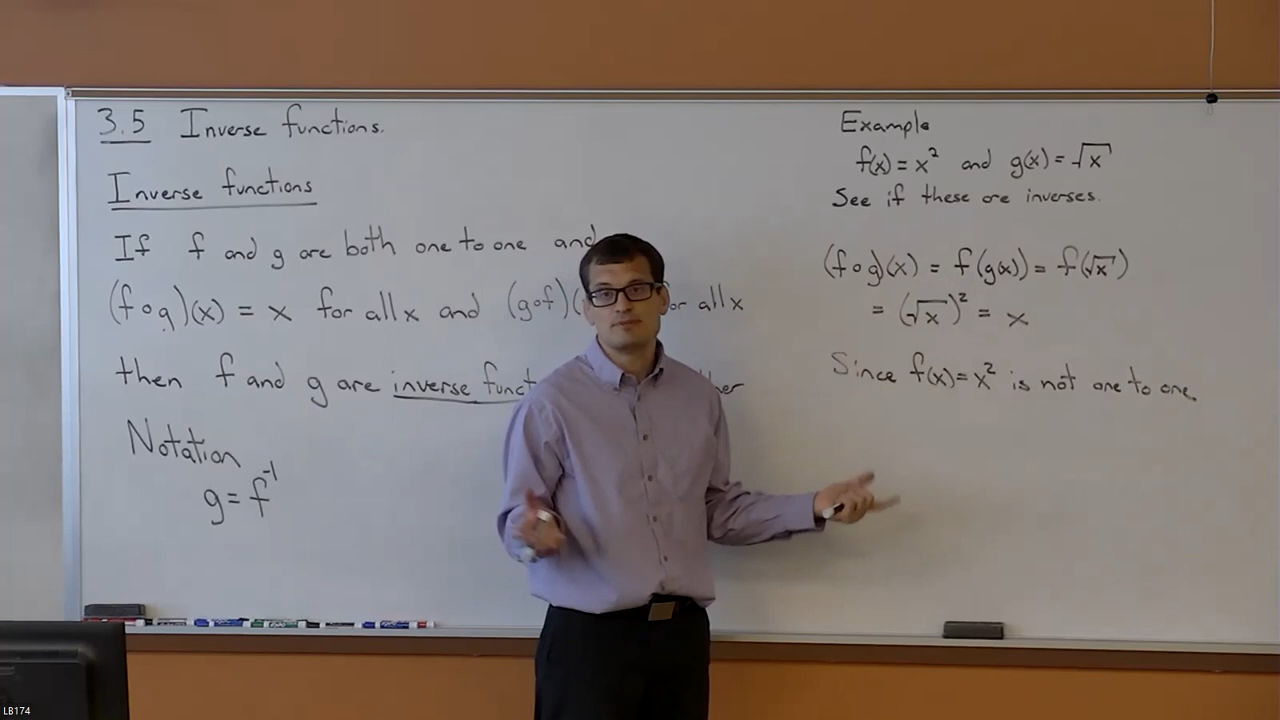 3.5 Inverse functions.
Inverse functions
If f and g are both one to one and
(f∘g)(x) = x for all x and (g∘f)( for all x
then f and g are inverse funct
Notation
g = f⁻¹
Example
f(x) = x² and g(x) = √x
See if these are inverses.
(f∘g)(x) = f(g(x)) = f(√x)
= (√x)² = x
Since f(x) = x² is not one to one
LB174